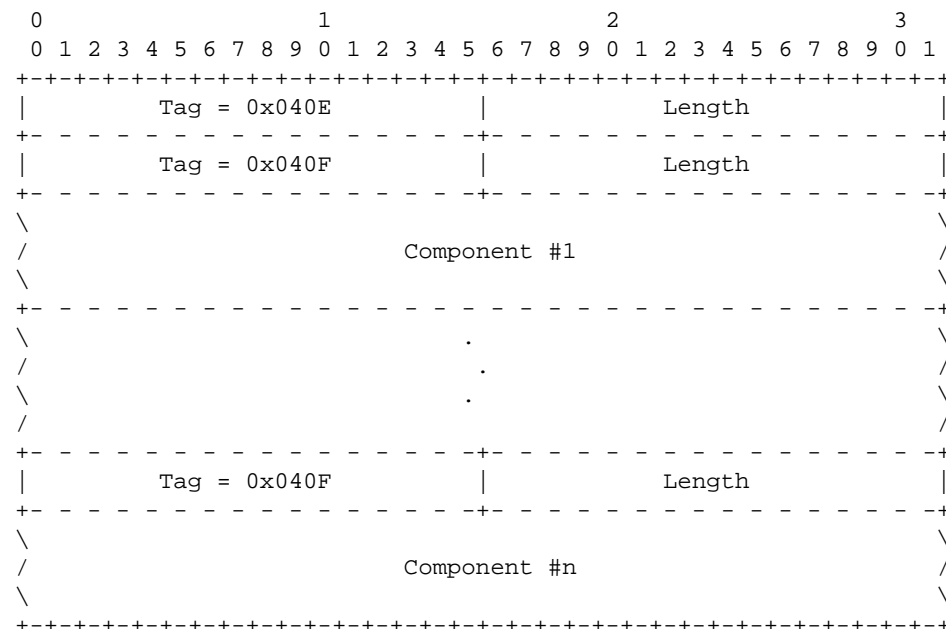 0                   1                   2                   3
 0 1 2 3 4 5 6 7 8 9 0 1 2 3 4 5 6 7 8 9 0 1 2 3 4 5 6 7 8 9 0 1
+-+-+-+-+-+-+-+-+-+-+-+-+-+-+-+-+-+-+-+-+-+-+-+-+-+-+-+-+-+-+-+-+
|         Tag = 0x040E          |            Length             |
+- - - - - - - - - - - - - - - -+- - - - - - - - - - - - - - - -+
|         Tag = 0x040F          |            Length             |
+- - - - - - - - - - - - - - - -+- - - - - - - - - - - - - - - -+
\                                                               \
/                          Component #1                         /
\                                                               \
+- - - - - - - - - - - - - - - - - - - - - - - - - - - - - - - -+
\                              .                                \
/                               .                               /
\                              .                                \
/                                                               /
+- - - - - - - - - - - - - - - -+- - - - - - - - - - - - - - - -+
|         Tag = 0x040F          |            Length             |
+- - - - - - - - - - - - - - - -+- - - - - - - - - - - - - - - -+
\                                                               \
/                          Component #n                         /
\                                                               \
+-+-+-+-+-+-+-+-+-+-+-+-+-+-+-+-+-+-+-+-+-+-+-+-+-+-+-+-+-+-+-+-+